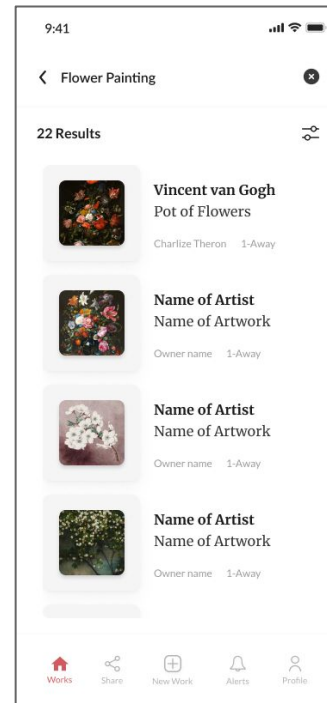 9:41
Flower Painting
22 Results
Vincent van Gogh
Pot of Flowers
Charlize Theron 1-Away
Name of Artist
Name of Artwork
Owner name 1-Away
Name of Artist
Name of Artwork
Owner name 1-Away
Name of Artist
Name of Artwork
Owner name 1-Away
Works Share New Work Alerts Profile